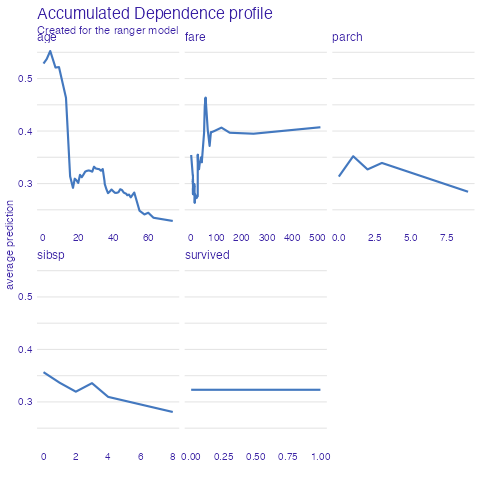 Accumulated Dependence profile
Created for the ranger model
age
fare
parch
0.5
0.4
0.3
0 20 40 60
0 100 200 300 400 500
0.0 2.5 5.0 7.5
average prediction
sibsp
survived
0.5
0.4
0.3
0 2 4 6 8
0.00 0.25 0.50 0.75 1.00